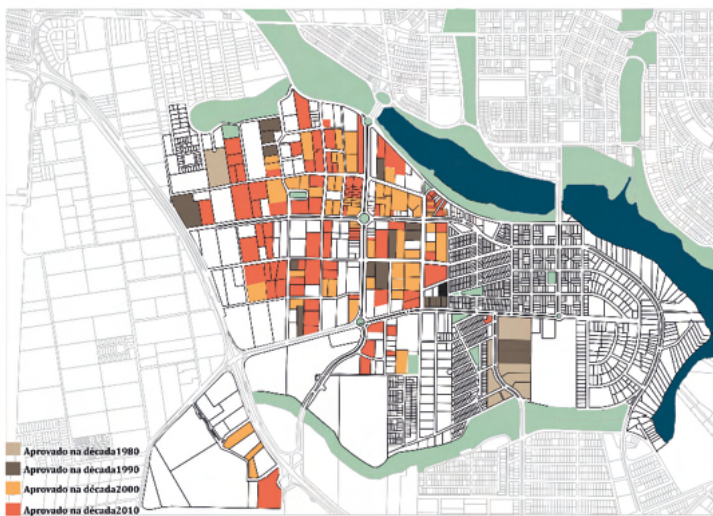 Aprovado na década1980
Aprovado na década1990
Aprovado na década2000
Aprovado na década2010